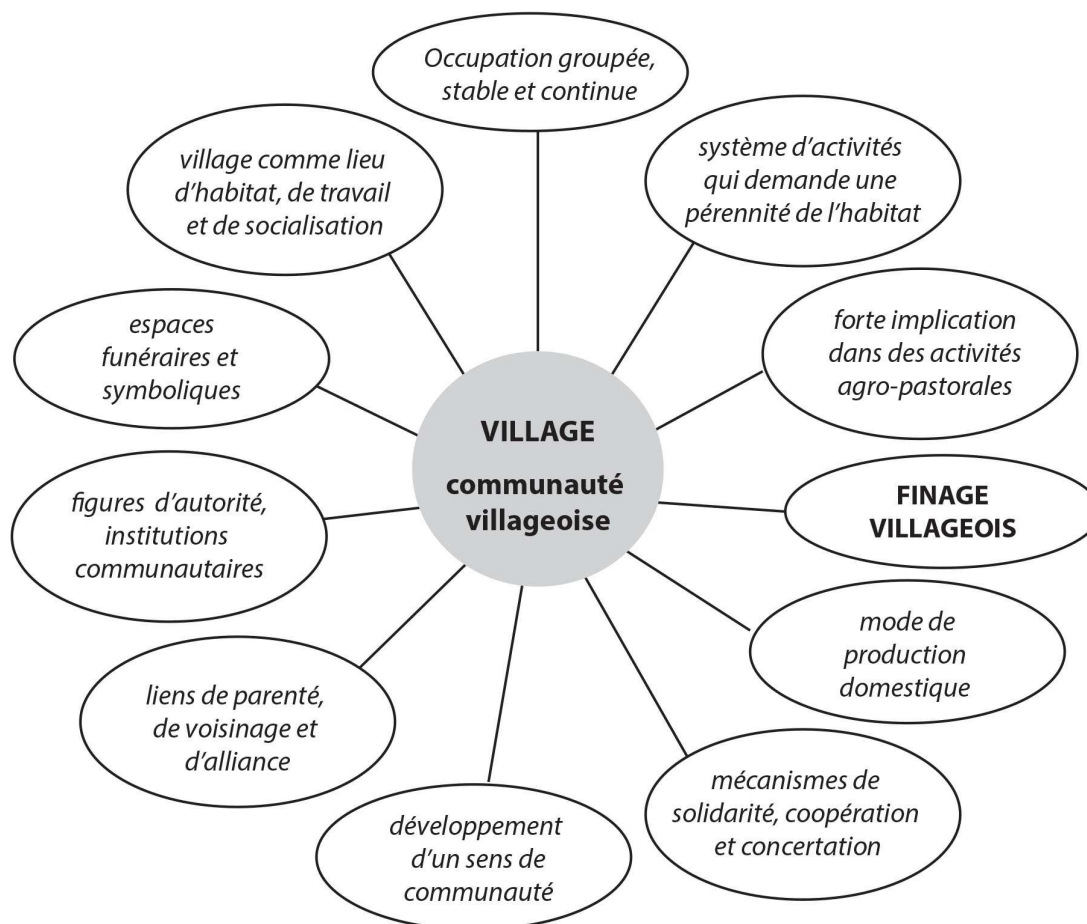 Occupation groupée,
stable et continue
système d'activités
qui demande une
pérennité de l'habitat
forte implication
dans des activités
agro-pastorales
FINAGE
VILLAGEOIS
mode de
production
domestique
mécanismes de
solidarité, coopération
et concertation
développement
d'un sens de
communauté
liens de parenté,
de voisinage et
d'alliance
figures d'autorité,
institutions
communautaires
espaces
funéraires et
symboliques
village comme lieu
d'habitat, de travail
et de socialisation
VILLAGE
communauté
villageoise